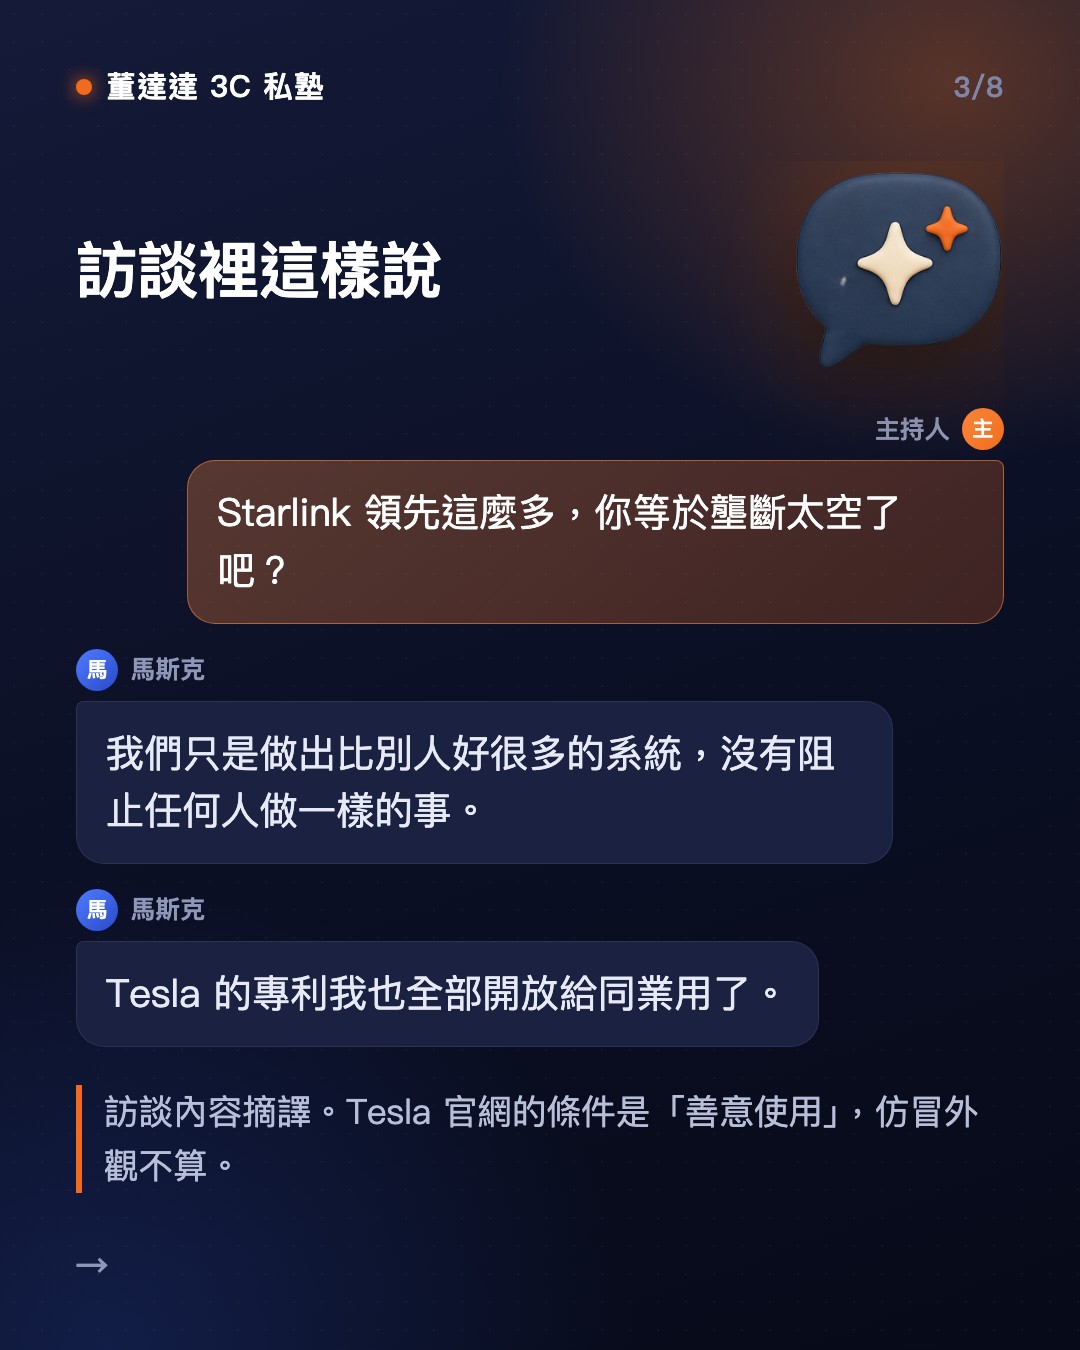 董達達 3C 私塾
3/8
訪談裡這樣說
主持人 主
Starlink 領先這麼多，你等於壟斷太空了
吧？
馬 馬斯克
我們只是做出比別人好很多的系統，沒有阻
止任何人做一樣的事。
馬 馬斯克
Tesla 的專利我也全部開放給同業用了。
訪談內容摘譯。Tesla 官網的條件是「善意使用」，仿冒外
觀不算。
→